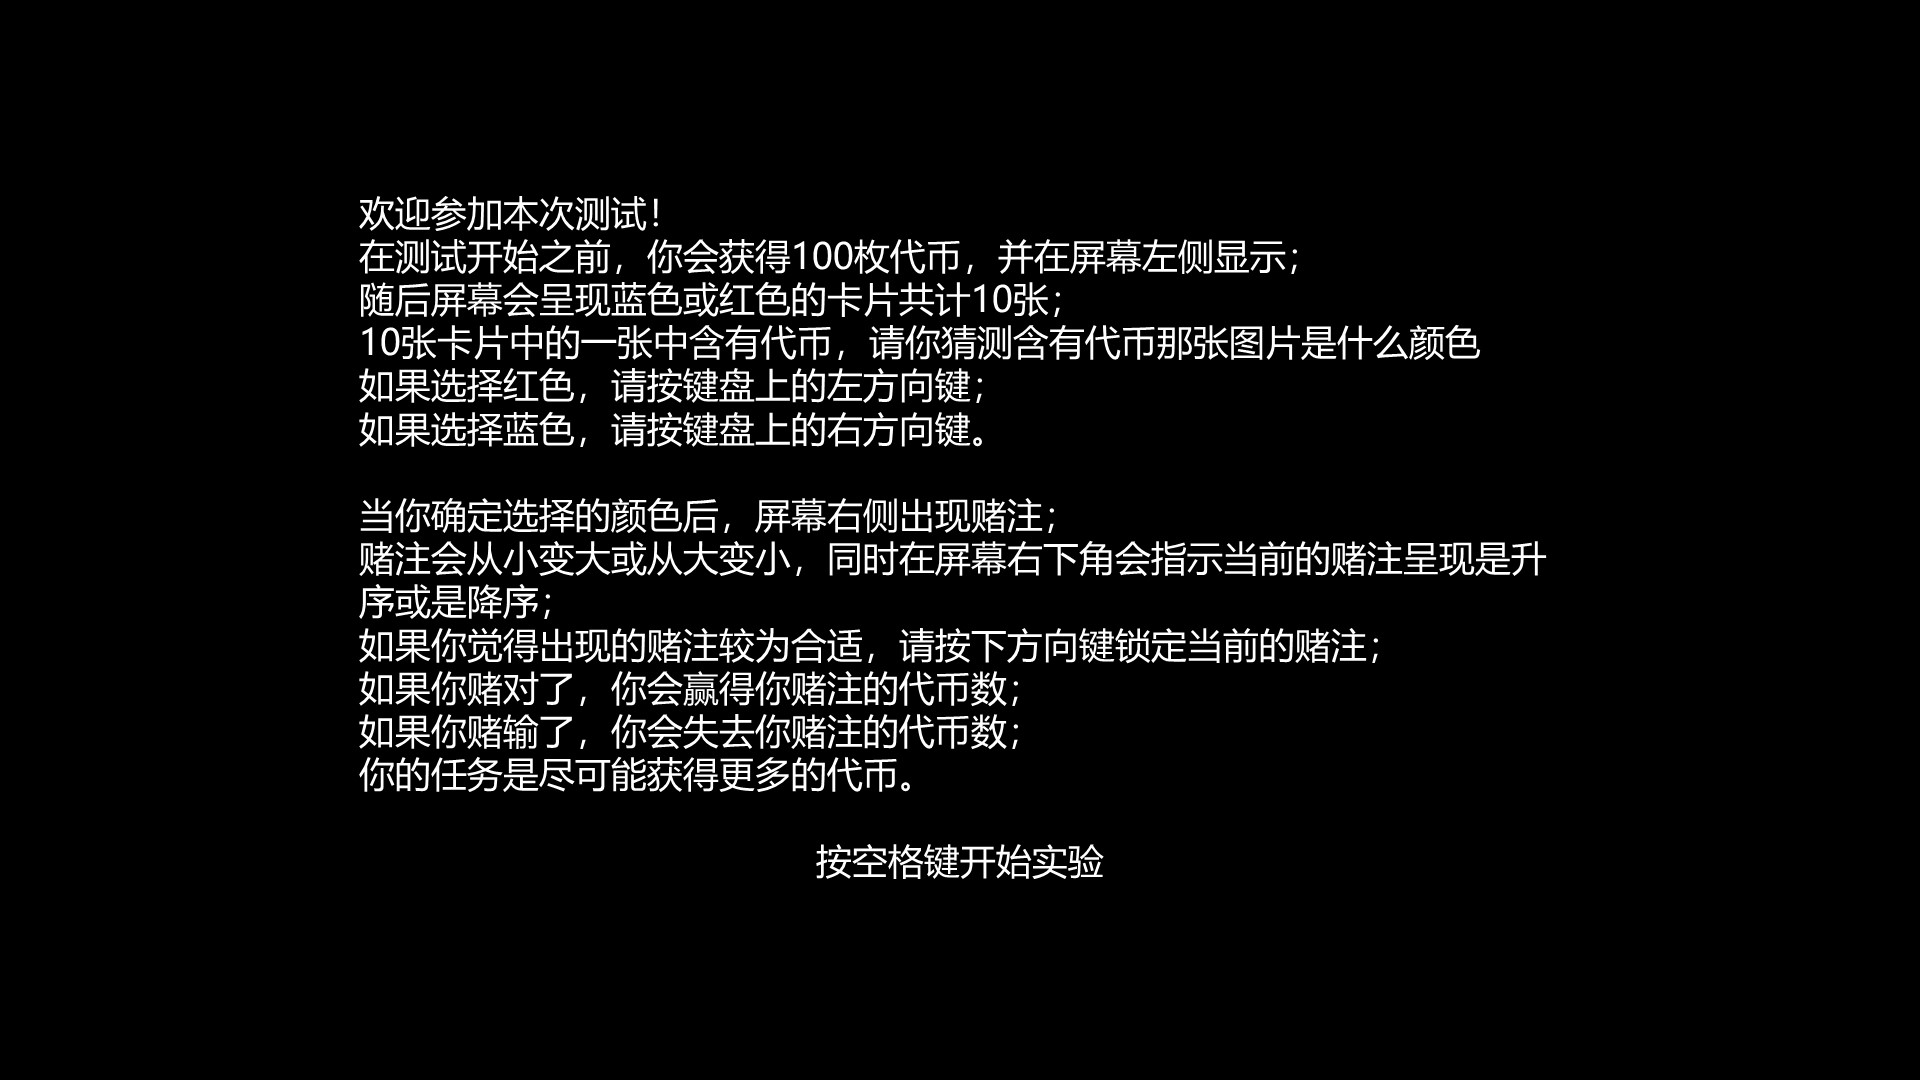 欢迎参加本次测试！
在测试开始之前，你会获得100枚代币，并在屏幕左侧显示；
随后屏幕会呈现蓝色或红色的卡片共计10张；
10张卡片中的一张中含有代币，请你猜测含有代币那张图片是什么颜色
如果选择红色，请按键盘上的左方向键；
如果选择蓝色，请按键盘上的右方向键。
当你确定选择的颜色后，屏幕右侧出现赌注；
赌注会从小变大或从大变小，同时在屏幕右下角会指示当前的赌注呈现是升
序或是降序；
如果你觉得出现的赌注较为合适，请按下方向键锁定当前的赌注；
如果你赌对了，你会赢得你赌注的代币数；
如果你赌输了，你会失去你赌注的代币数；
你的任务是尽可能获得更多的代币。
按空格键开始实验